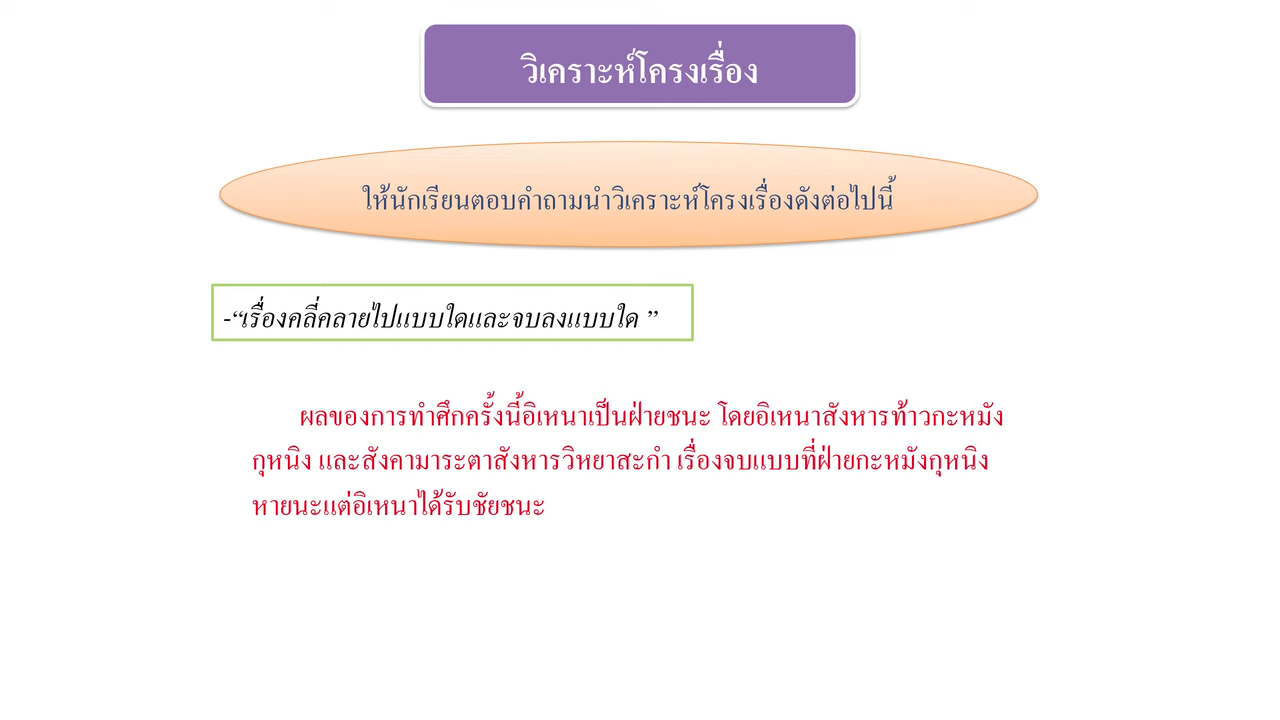 วิเคราะห์โครงเรื่อง
ให้นักเรียนตอบคำถามนำวิเคราะห์โครงเรื่องดังต่อไปนี้
-“เรื่องคลี่คลายไปแบบใดและจบลงแบบใด ”
ผลของการทำศึกครั้งนี้อิเหนาเป็นฝ่ายชนะ โดยอิเหนาสังหารท้าวกะหมัง
กุหนิง และสังคามาระตาสังหารวิหยาสะกำ เรื่องจบแบบที่ฝ่ายกะหมังกุหนิง
หายนะแต่อิเหนาได้รับชัยชนะ